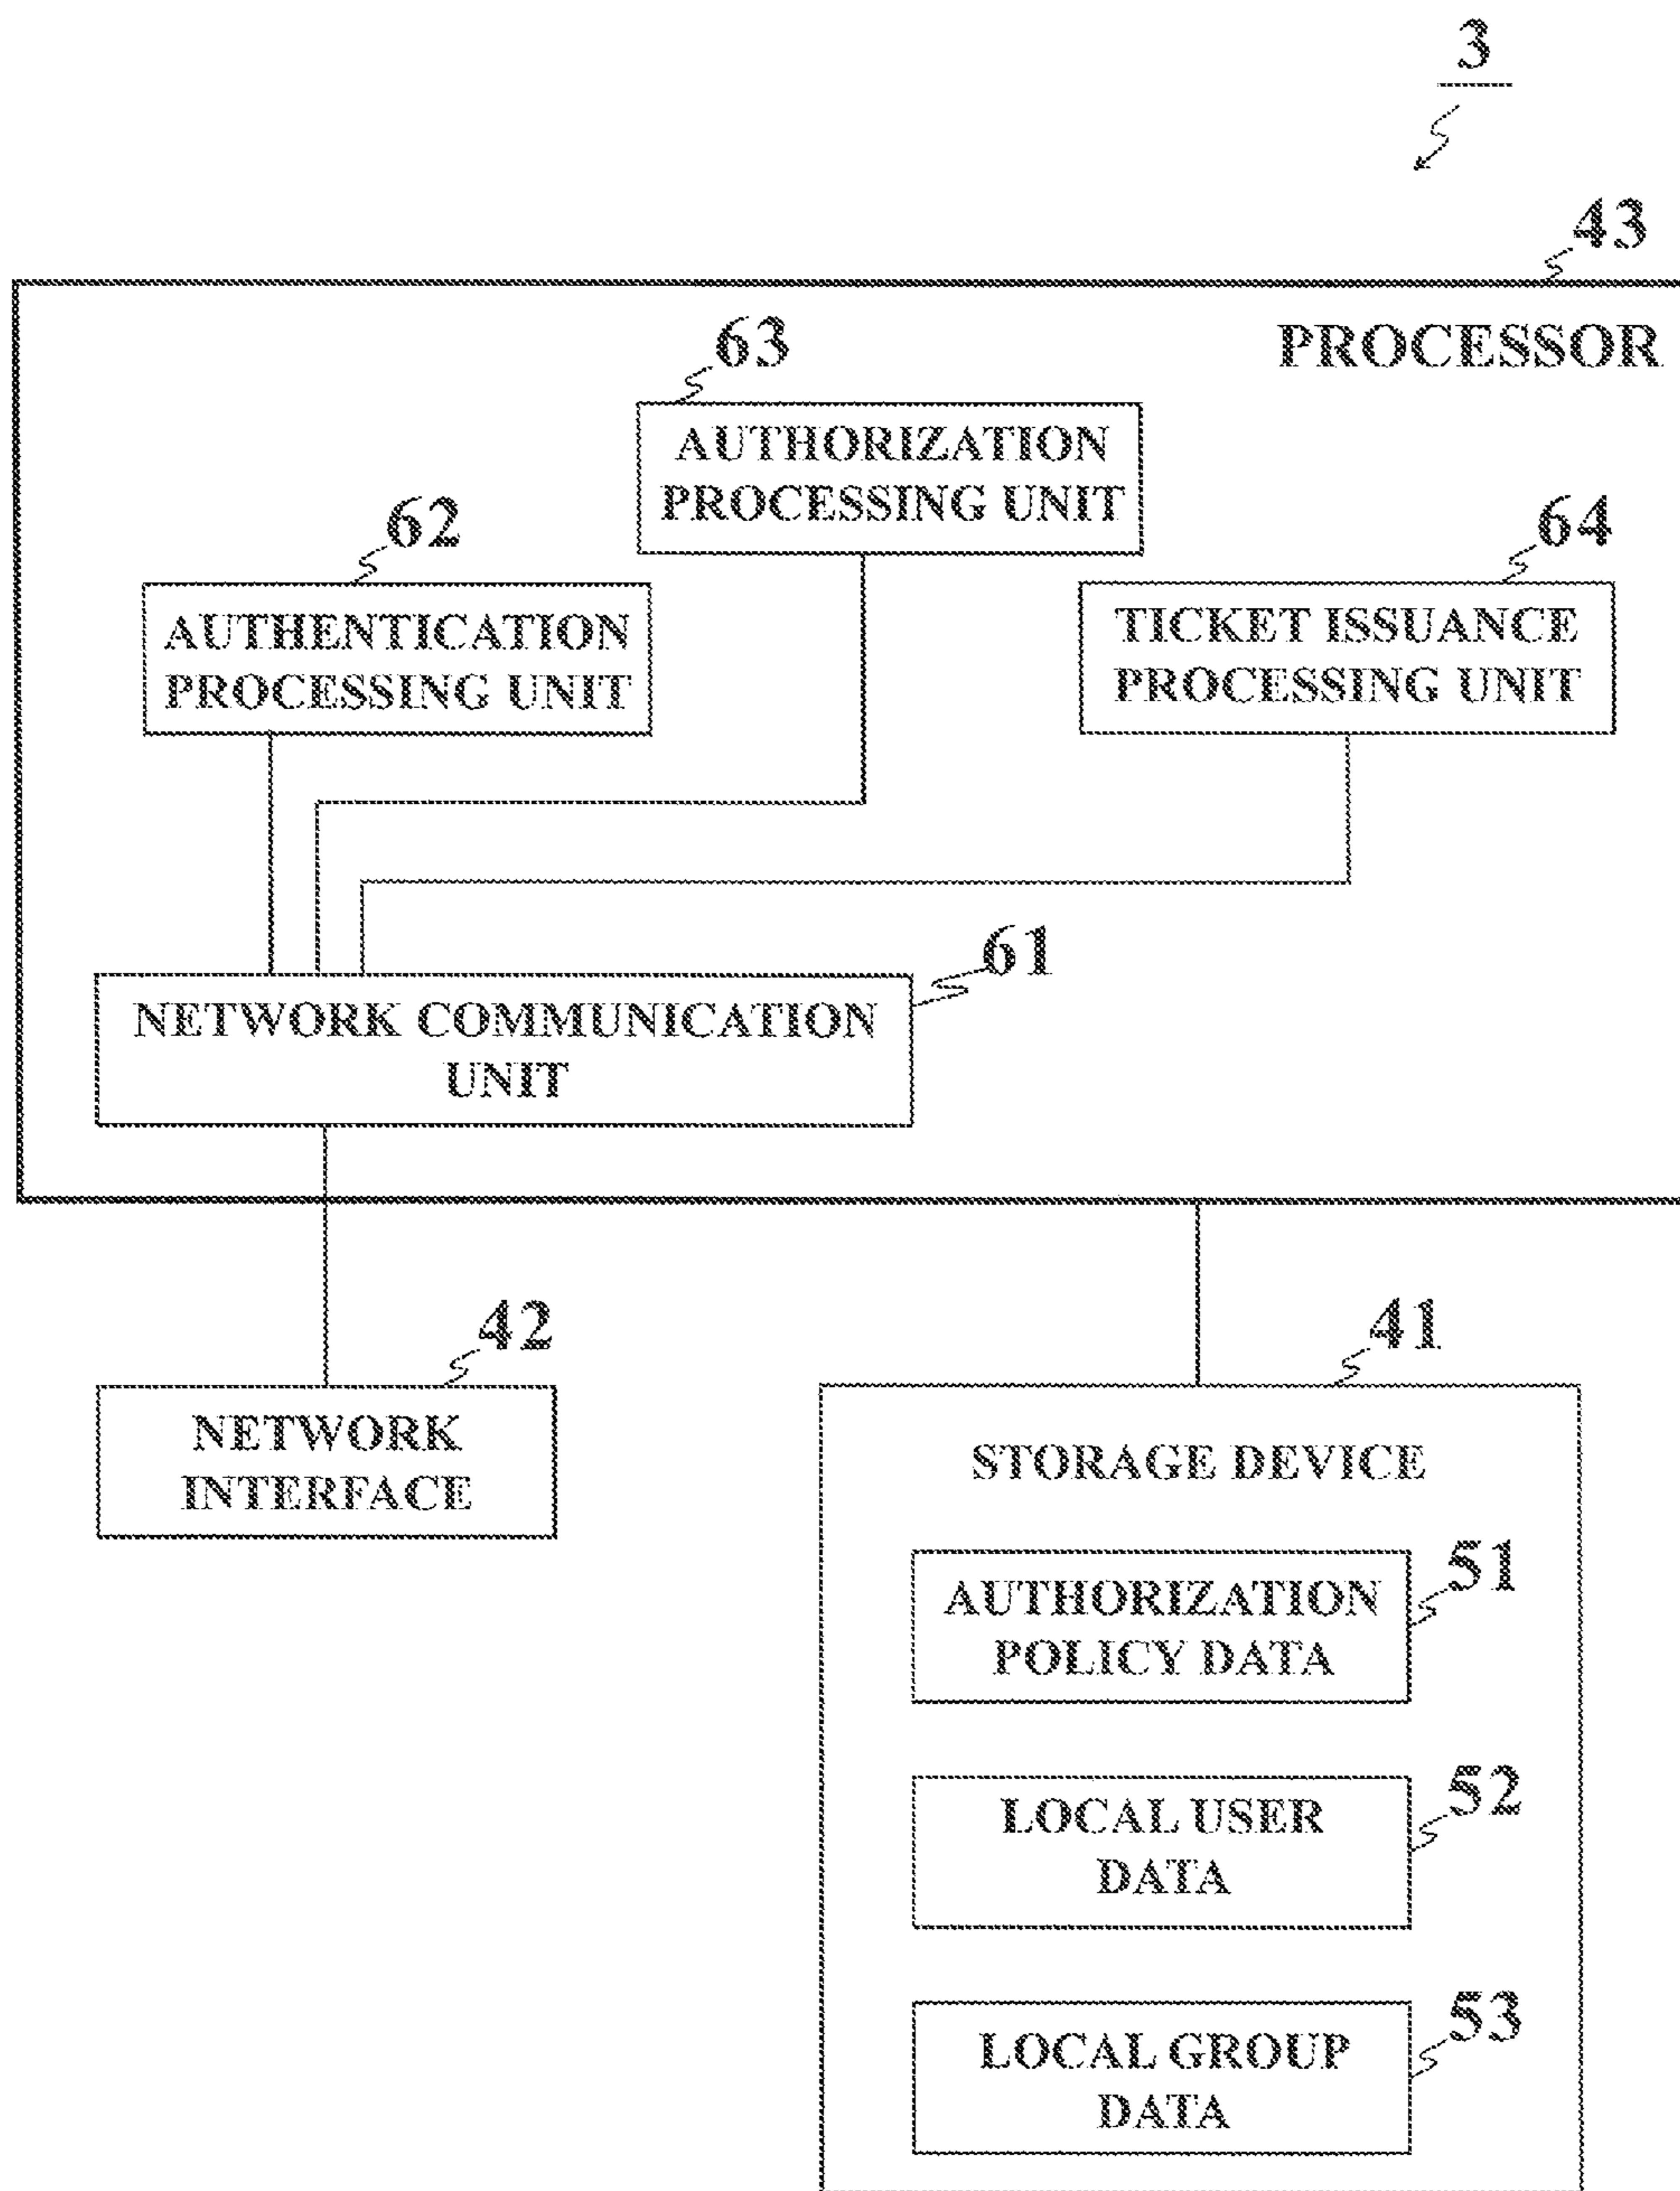 3
43
PROCESSOR
63
AUTHORIZATION
PROCESSING UNIT
62
AUTHENTICATION
PROCESSING UNIT
64
TICKET ISSUANCE
PROCESSING UNIT
61
NETWORK COMMUNICATION
UNIT
42
NETWORK
INTERFACE
41
STORAGE DEVICE
51
AUTHORIZATION
POLICY DATA
52
LOCAL USER
DATA
53
LOCAL GROUP
DATA